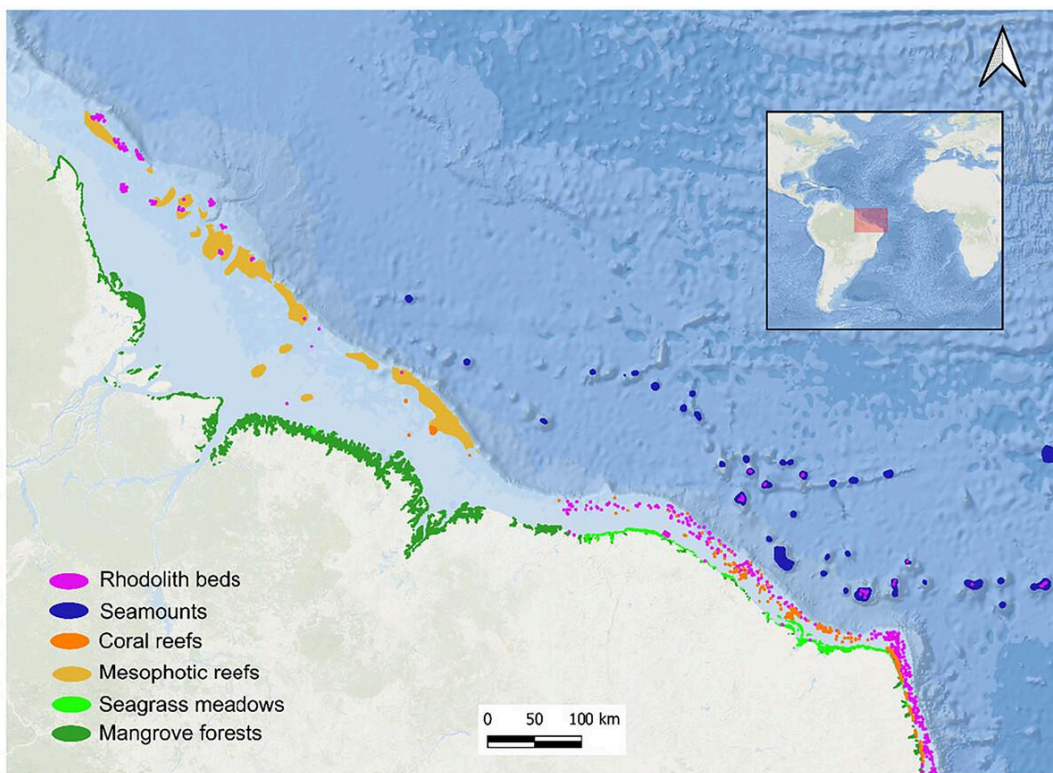 Rhodolith beds
Seamounts
Coral reefs
Mesophotic reefs
Seagrass meadows
Mangrove forests
0 50 100 km